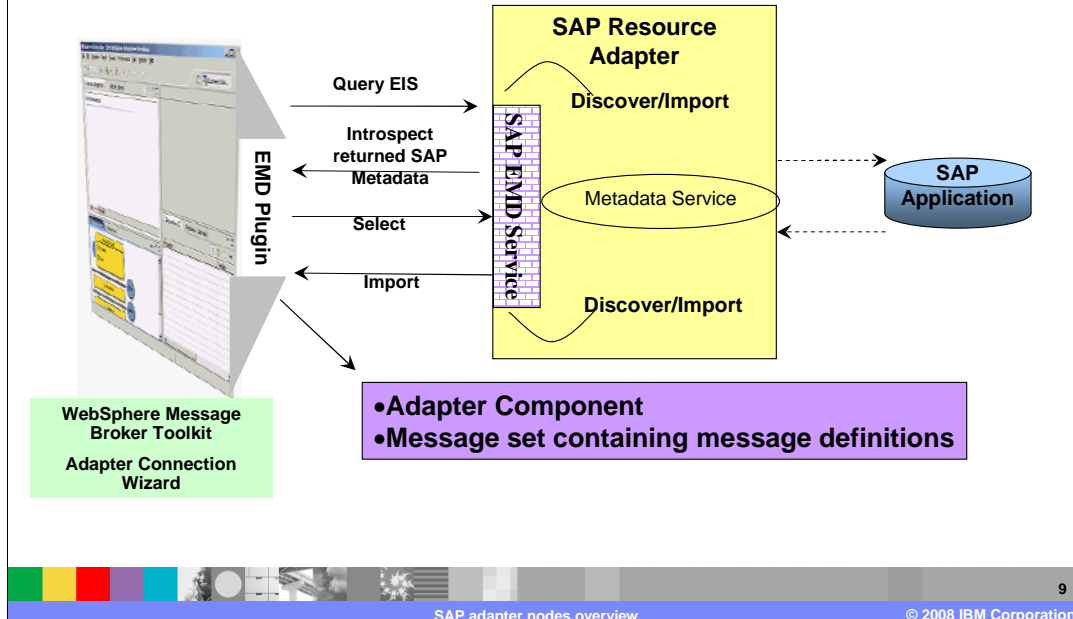 SAP Resource
Adapter
Query EIS
Discover/Import
Introspect
returned SAP
Metadata
EMD Plugin
SAP EMD Service
Metadata Service
SAP
Application
Select
Import
Discover/Import
WebSphere Message
Broker Toolkit
Adapter Connection
Wizard
•Adapter Component
•Message set containing message definitions
9
SAP adapter nodes overview
© 2008 IBM Corporation